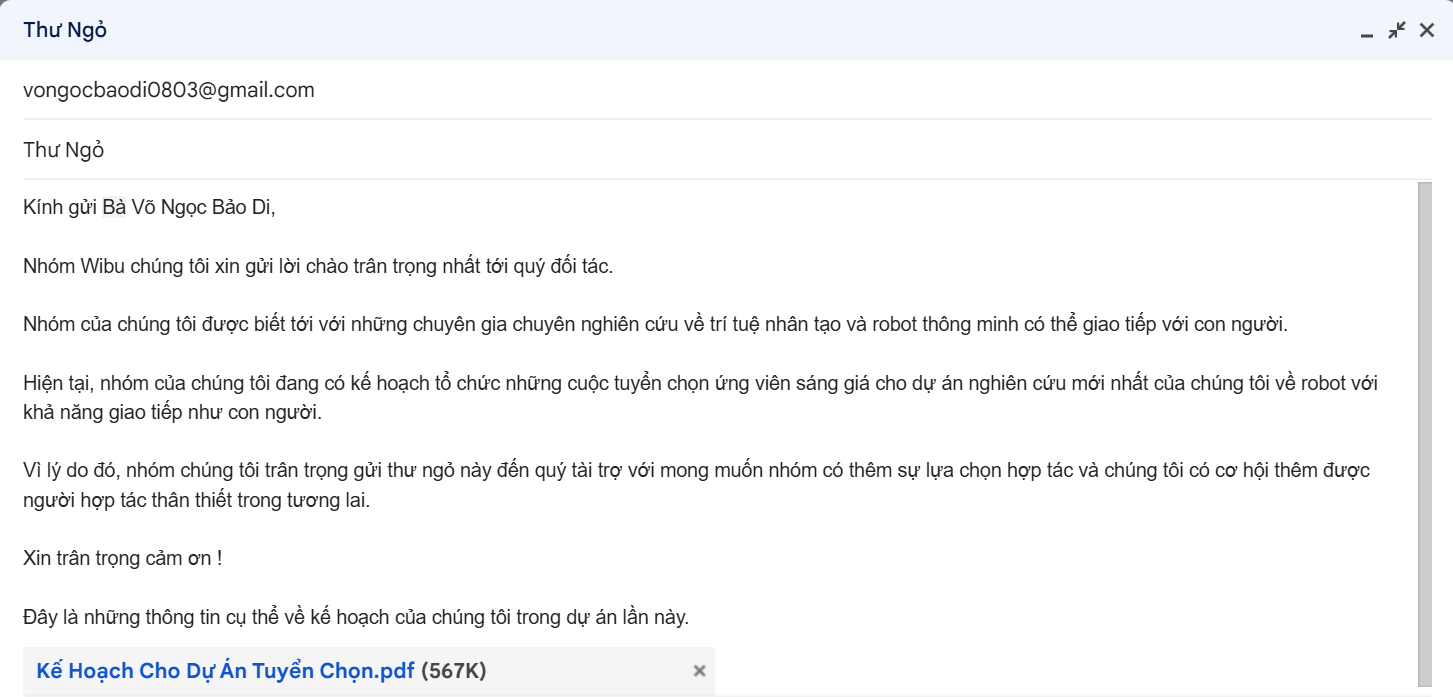 Thư Ngỏ
vongocbaodi0803@gmail.com
Thư Ngỏ
Kính gửi Bà Võ Ngọc Bảo Di,
Nhóm Wibu chúng tôi xin gửi lời chào trân trọng nhất tới quý đối tác.
Nhóm của chúng tôi được biết tới với những chuyên gia chuyên nghiên cứu về trí tuệ nhân tạo và robot thông minh có thể giao tiếp với con người.
Hiện tại, nhóm của chúng tôi đang có kế hoạch tổ chức những cuộc tuyển chọn ứng viên sáng giá cho dự án nghiên cứu mới nhất của chúng tôi về robot với
khả năng giao tiếp như con người.
Vì lý do đó, nhóm chúng tôi trân trọng gửi thư ngỏ này đến quý tài trợ với mong muốn nhóm có thêm sự lựa chọn hợp tác và chúng tôi có cơ hội thêm được
người hợp tác thân thiết trong tương lai.
Xin trân trọng cảm ơn !
Đây là những thông tin cụ thể về kế hoạch của chúng tôi trong dự án lần này.
Kế Hoạch Cho Dự Án Tuyển Chọn.pdf (567K)